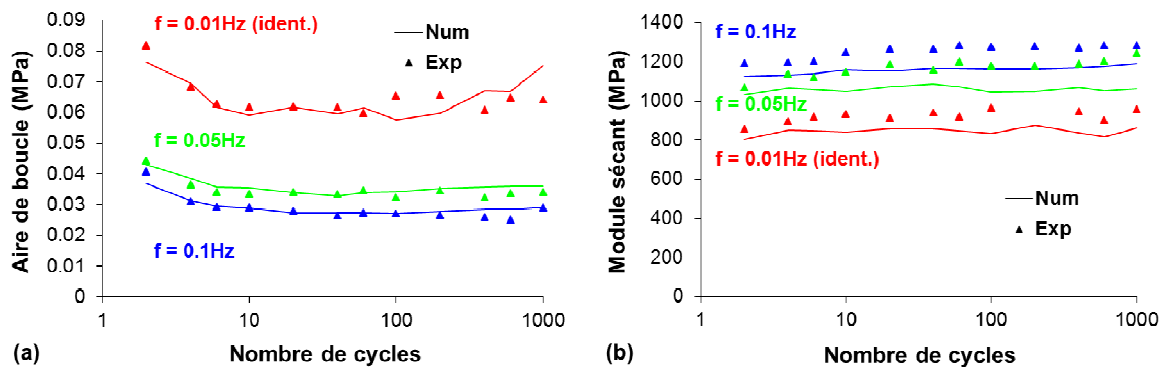 Aire de boucle (MPa)
0.09
0.08
0.07
0.06
0.05
0.04
0.03
0.02
0.01
0
f = 0.01Hz (ident.)
Num
Exp
f = 0.05Hz
f = 0.1Hz
1
10
100
1000
Nombre de cycles
(a)
Module sécant (MPa)
1400
1200
1000
800
600
400
200
0
f = 0.1Hz
f = 0.05Hz
f = 0.01Hz (ident.)
Num
Exp
1
10
100
1000
Nombre de cycles
(b)